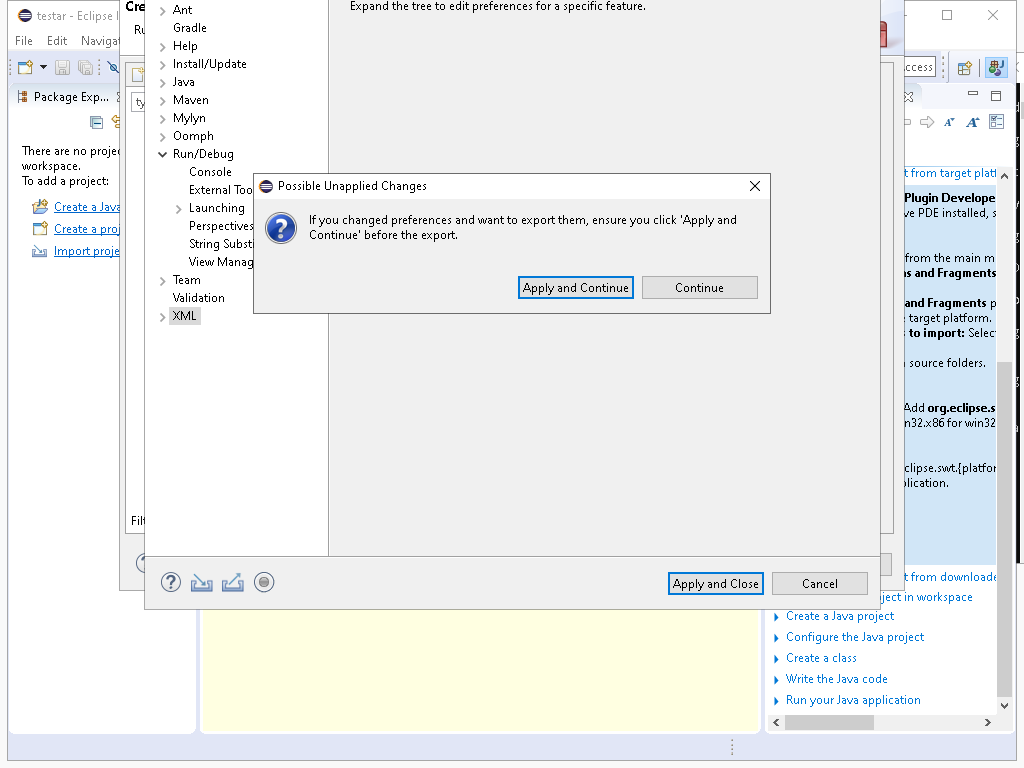 testar - Eclipse I
File Edit Navigat
Package Exp...
There are no projec
workspace.
To add a project:
Create a Java
Create a proj
Import proje
Cre
Ru
ty
Filt
Ant
Gradle
Help
Install/Update
Java
Maven
Mylyn
Oomph
Run/Debug
Console
External Too
Launching
Perspectives
String Substi
View Manag
Team
Validation
XML
Expand the tree to edit preferences for a specific feature.
Possible Unapplied Changes
If you changed preferences and want to export them, ensure you click 'Apply and
Continue' before the export.
Apply and Continue
Continue
Apply and Close
Cancel
ccess
t from target platf
Plugin Develope
ve PDE installed, s
from the main m
s and Fragments
and Fragments p
target platform.
s to import: Selec
source folders.
Add org.eclipse.s
n32.x86 for win32
clipse.swt.{platfor
plication.
t from downloade
ject in workspace
Create a Java project
Configure the Java project
Create a class
Write the Java code
Run your Java application